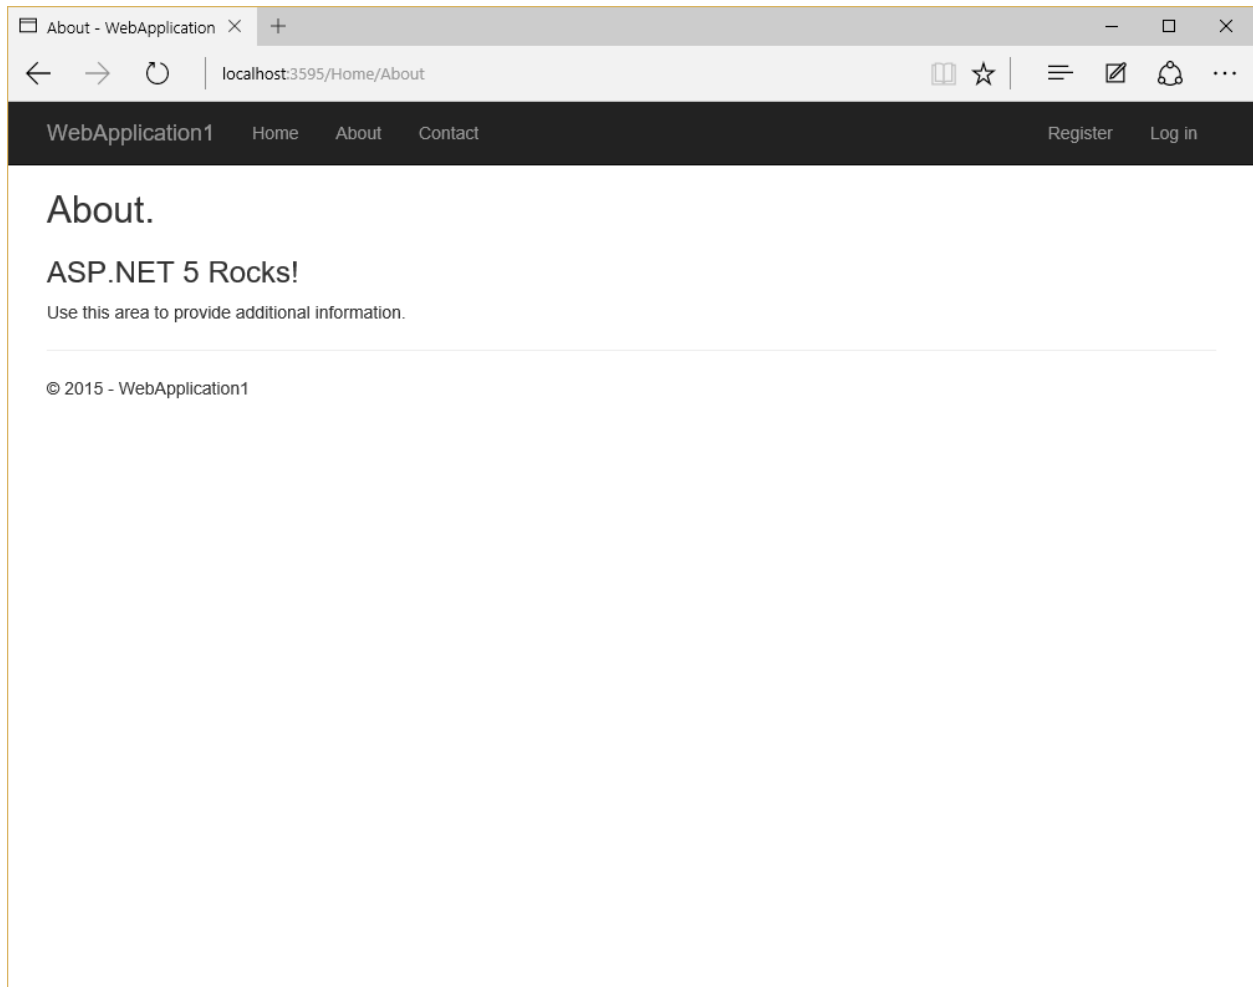 About - WebApplication
localhost:3595/Home/About
WebApplication1 Home About Contact Register Log in
About.
ASP.NET 5 Rocks!
Use this area to provide additional information.
© 2015 - WebApplication1